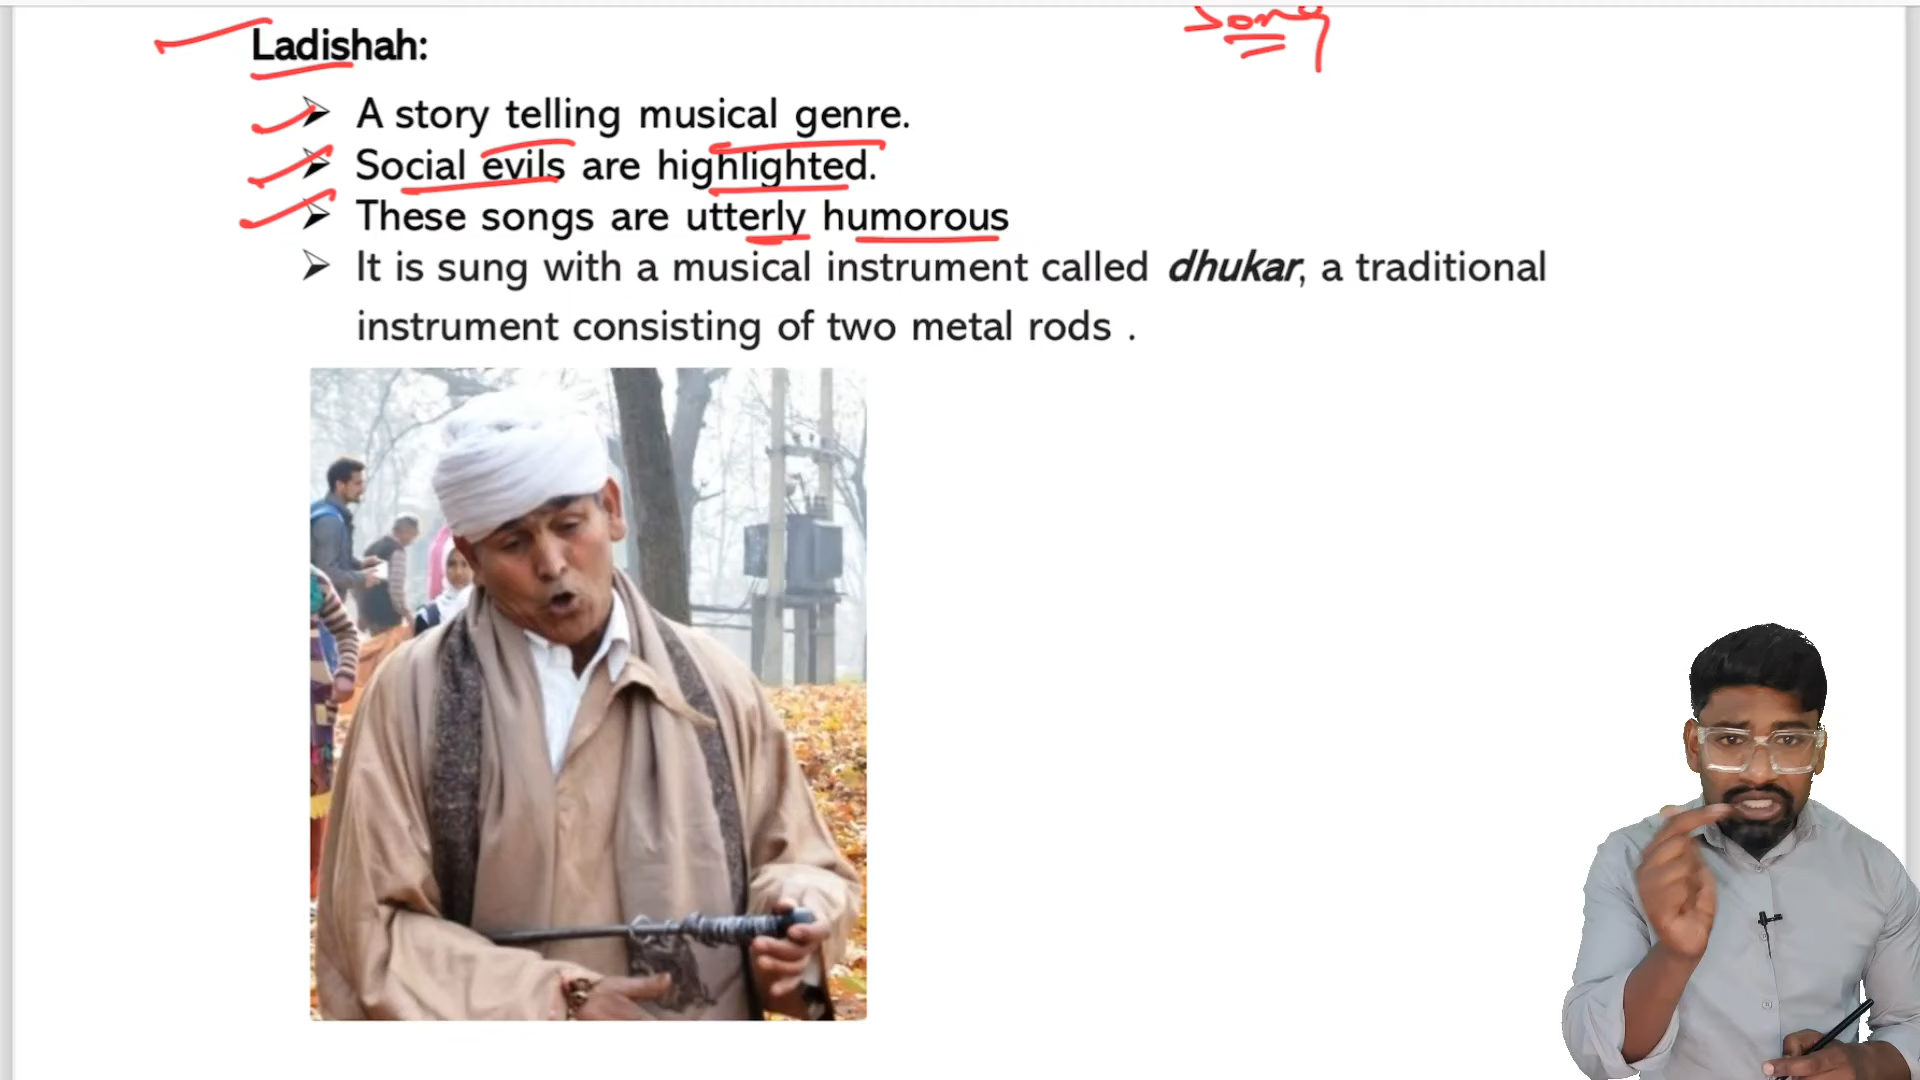 Song
Ladishah:
➢ A story telling musical genre.
➢ Social evils are highlighted.
➢ These songs are utterly humorous
➢ It is sung with a musical instrument called dhukar, a traditional
instrument consisting of two metal rods .